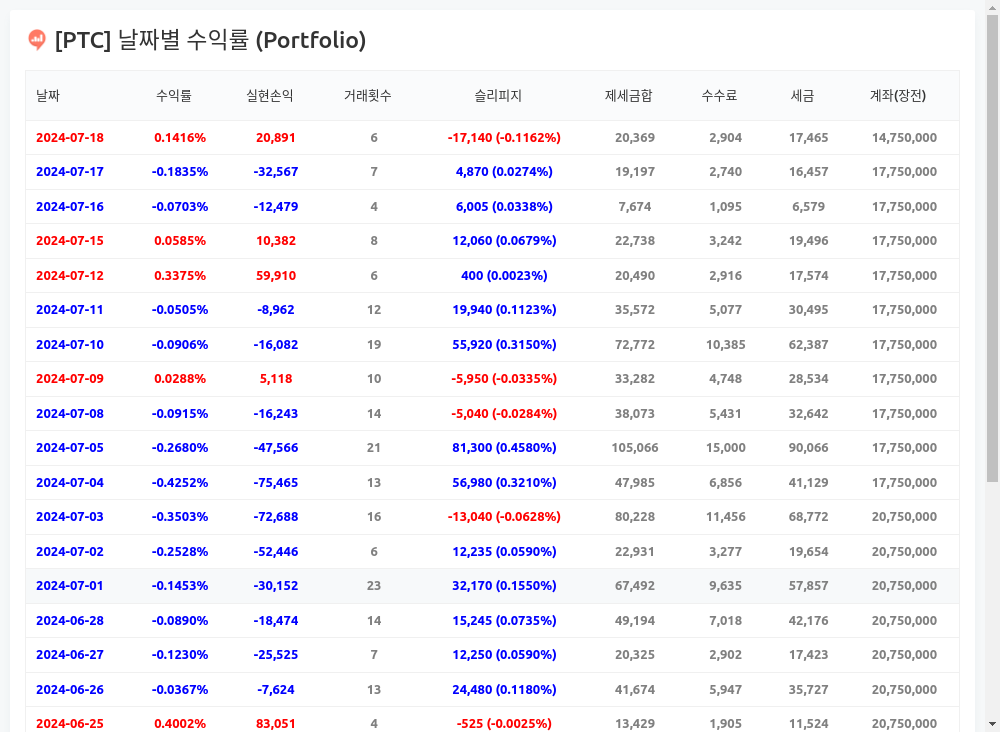 [PTC] 날짜별 수익률 (Portfolio)
날짜 수익률 실현손익 거래횟수 슬리피지 제세금합 수수료 세금 계좌(장전)
2024-07-18 0.1416% 20,891 6 -17,140 (-0.1162%) 20,369 2,904 17,465 14,750,000
2024-07-17 -0.1835% -32,567 7 4,870 (0.0274%) 19,197 2,740 16,457 17,750,000
2024-07-16 -0.0703% -12,479 4 6,005 (0.0338%) 7,674 1,095 6,579 17,750,000
2024-07-15 0.0585% 10,382 8 12,060 (0.0679%) 22,738 3,242 19,496 17,750,000
2024-07-12 0.3375% 59,910 6 400 (0.0023%) 20,490 2,916 17,574 17,750,000
2024-07-11 -0.0505% -8,962 12 19,940 (0.1123%) 35,572 5,077 30,495 17,750,000
2024-07-10 -0.0906% -16,082 19 55,920 (0.3150%) 72,772 10,385 62,387 17,750,000
2024-07-09 0.0288% 5,118 10 -5,950 (-0.0335%) 33,282 4,748 28,534 17,750,000
2024-07-08 -0.0915% -16,243 14 -5,040 (-0.0284%) 38,073 5,431 32,642 17,750,000
2024-07-05 -0.2680% -47,566 21 81,300 (0.4580%) 105,066 15,000 90,066 17,750,000
2024-07-04 -0.4252% -75,465 13 56,980 (0.3210%) 47,985 6,856 41,129 17,750,000
2024-07-03 -0.3503% -72,688 16 -13,040 (-0.0628%) 80,228 11,456 68,772 20,750,000
2024-07-02 -0.2528% -52,446 6 12,235 (0.0590%) 22,931 3,277 19,654 20,750,000
2024-07-01 -0.1453% -30,152 23 32,170 (0.1550%) 67,492 9,635 57,857 20,750,000
2024-06-28 -0.0890% -18,474 14 15,245 (0.0735%) 49,194 7,018 42,176 20,750,000
2024-06-27 -0.1230% -25,525 7 12,250 (0.0590%) 20,325 2,902 17,423 20,750,000
2024-06-26 -0.0367% -7,624 13 24,480 (0.1180%) 41,674 5,947 35,727 20,750,000
2024-06-25 0.4002% 83,051 4 -525 (-0.0025%) 13,429 1,905 11,524 20,750,000